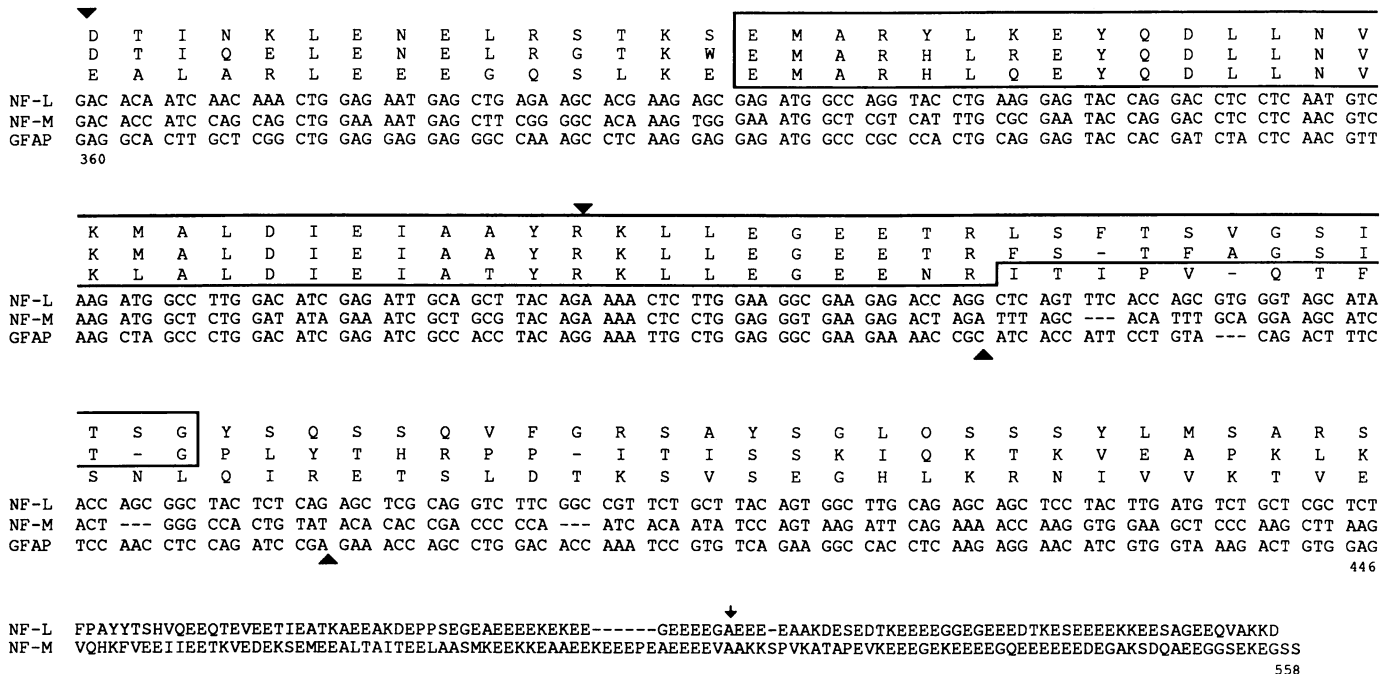 D T I N K L E N E L R S T K S E M A R Y L K E Y Q D L L N V
D T I Q E L E N E L R G T K W E M A R H L R E Y Q D L L N V
E A L A R L E E E G Q S L K E E M A R H L Q E Y Q D L L N V
NF-L GAC ACA ATC AAC AAA CTG GAG AAT GAG CTG AGA AGC ACG AAG AGC GAG ATG GCC AGG TAC CTG AAG GAG TAC CAG GAC CTC CTC AAT GTC
NF-M GAC ACC ATC CAG CAG CTG GAA AAT GAG CTT CGG GGC ACA AAG TGG GAA ATG GCT CGT CAT TTG CGC GAA TAC CAG GAC CTC CTC AAC GTC
GFAP GAG GCA CTT GCT CGG CTG GAG GAG GAG GGC CAA AGC CTC AAG GAG GAG ATG GCC CGC CCA CTG CAG GAG TAC CAC GAT CTA CTC AAC GTT
360
K M A L D I E I A A Y R K L L E G E E T R L S F T S V G S I
K M A L D I E I A A Y R K L L E G E E T R F S - T F A G S I
K L A L D I E I A T Y R K L L E G E E N R I T I P V - Q T F
NF-L AAG ATG GCC TTG GAC ATC GAG ATT GCA GCT TAC AGA AAA CTC TTG GAA GGC GAA GAG ACC AGG CTC AGT TTC ACC AGC GTG GGT AGC ATA
NF-M AAG ATG GCT CTG GAT ATA GAA ATC GCT GCG TAC AGA AAA CTC CTG GAG GGT GAA GAG ACT AGA TTT AGC --- ACA TTT GCA GGA AGC ATC
GFAP AAG CTA GCC CTG GAC ATC GAG ATC GCC ACC TAC AGG AAA TTG CTG GAG GGC GAA GAA AAC CGC ATC ACC ATT CCT GTA --- CAG ACT TTC
T S G Y S Q S S Q V F G R S A Y S G L O S S S Y L M S A R S
T - G P L Y T H R P P - I T I S S K I Q K T K V E A P K L K
S N L Q I R E T S L D T K S V S E G H L K R N I V V K T V E
NF-L ACC AGC GGC TAC TCT CAG AGC TCG CAG GTC TTC GGC CGT TCT GCT TAC AGT GGC TTG CAG AGC AGC TCC TAC TTG ATG TCT GCT CGC TCT
NF-M ACT --- GGG CCA CTG TAT ACA CAC CGA CCC CCA --- ATC ACA ATA TCC AGT AAG ATT CAG AAA ACC AAG GTG GAA GCT CCC AAG CTT AAG
GFAP TCC AAC CTC CAG ATC CGA GAA ACC AGC CTG GAC ACC AAA TCC GTG TCA GAA GGC CAC CTC AAG AGG AAC ATC GTG GTA AAG ACT GTG GAG
446
NF-L FPAYYTSHVQEEQTEVEETIEATKAEEAKDEPPSEGEAEEEEKEKEE------GEEEEGAEEE-EAAKDESEDTKEEEEGGEGEEEDTKESEEEEKKEESAGEEQVAKKD
NF-M VQHKFVEEIIEETKVEDEKSEMEEALTAITEELAASMKEEKKEAAEEKEEEPEAEEEEVAAKKSPVKATAPEVKEEEGEKEEEEGQEEEEEEDEGAKSDQAEEGGSEKEGSS
558